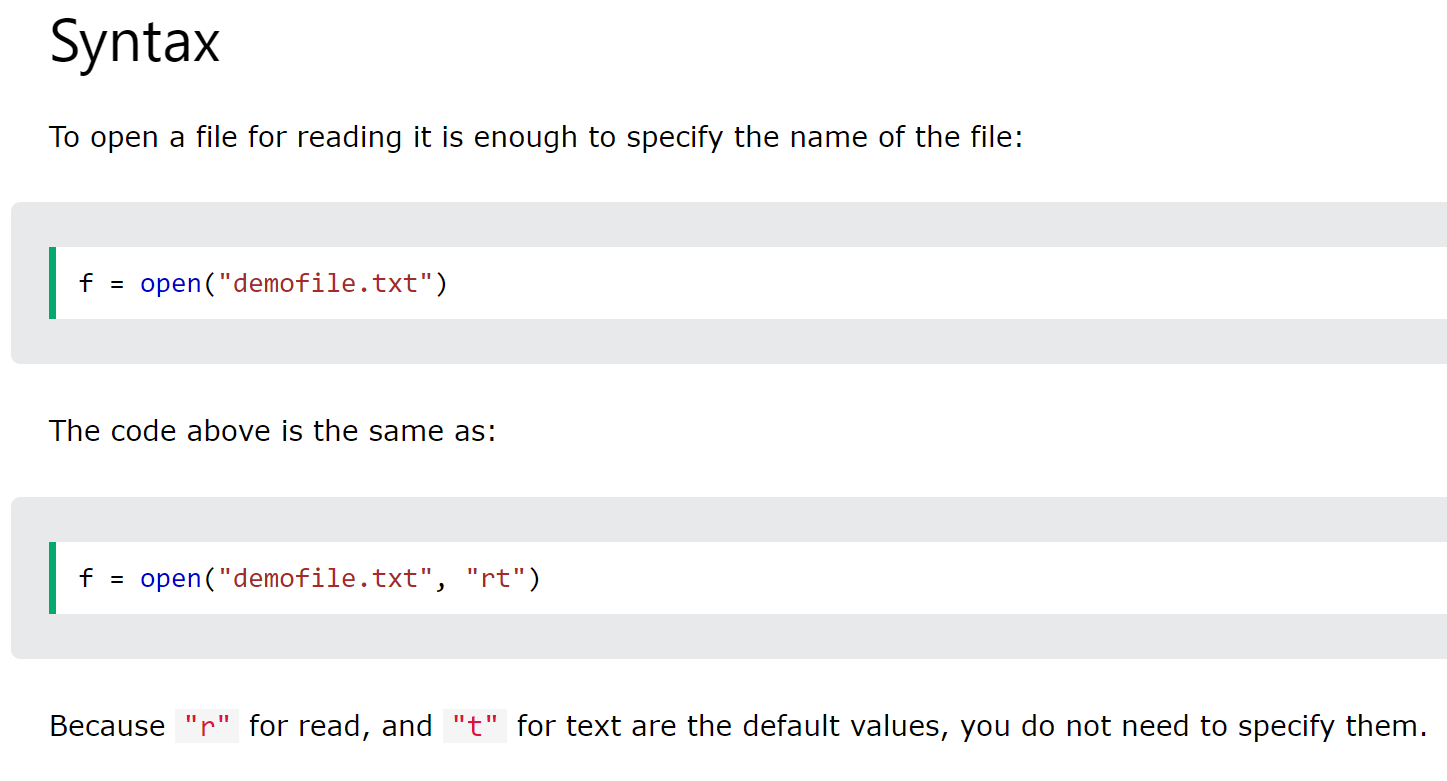 Syntax
To open a file for reading it is enough to specify the name of the file:
f = open("demofile.txt")
The code above is the same as:
f = open("demofile.txt", "rt")
Because "r" for read, and "t" for text are the default values, you do not need to specify them.